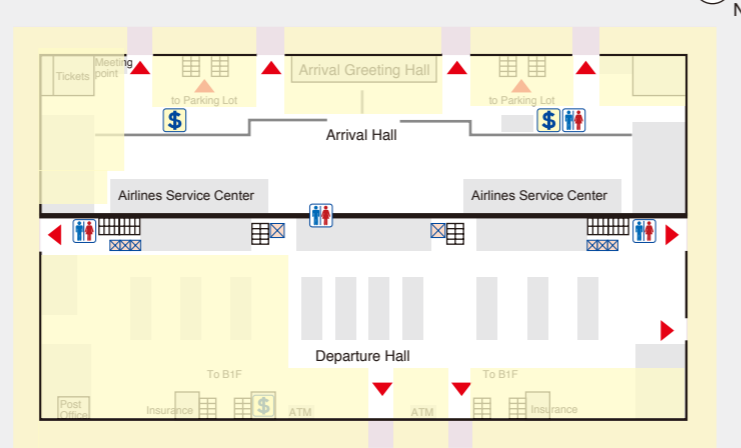 N
Meeting
point
Tickets
Arrival Greeting Hall
to Parking Lot
to Parking Lot
$
$
Arrival Hall
Airlines Service Center
Airlines Service Center
Departure Hall
To B1F
To B1F
Post
Office
Insurance
$
ATM
ATM
Insurance